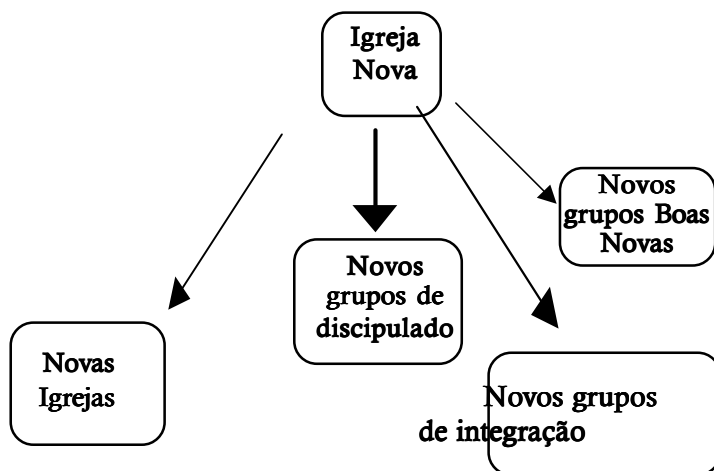 Igreja
Nova
Novos
grupos Boas
Novas
Novos
grupos de
discipulado
Novas
Igrejas
Novos grupos
de integração